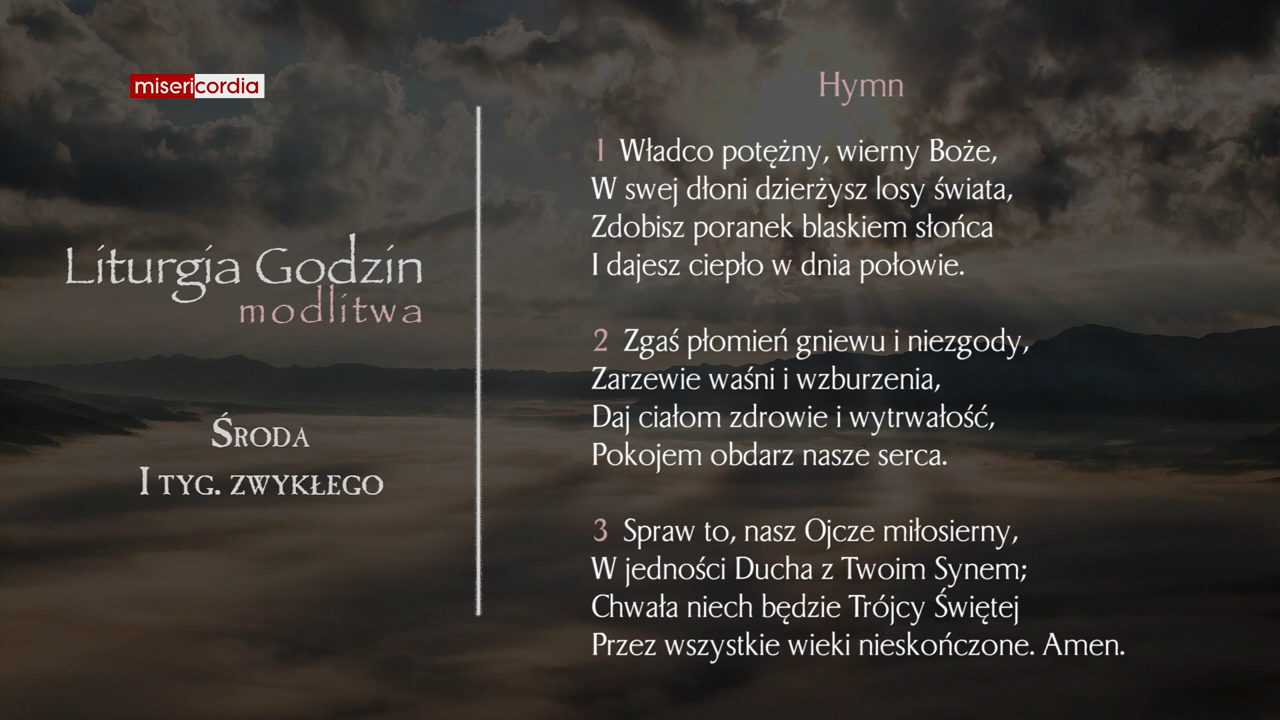 misericordia
Liturgia Godzin
modlitwa
Środa
I tyg. zwykłego
Hymn
1 Władco potężny, wierny Boże,
W swej dłoni dzierżysz losy świata,
Zdobisz poranek blaskiem słońca
I dajesz ciepło w dnia połowie.
2 Zgaś płomień gniewu i niezgody,
Zarzewie waśni i wzburzenia,
Daj ciałom zdrowie i wytrwałość,
Pokojem obdarz nasze serca.
3 Spraw to, nasz Ojcze miłosierny,
W jedności Ducha z Twoim Synem;
Chwała niech będzie Trójcy Świętej
Przez wszystkie wieki nieskończone. Amen.